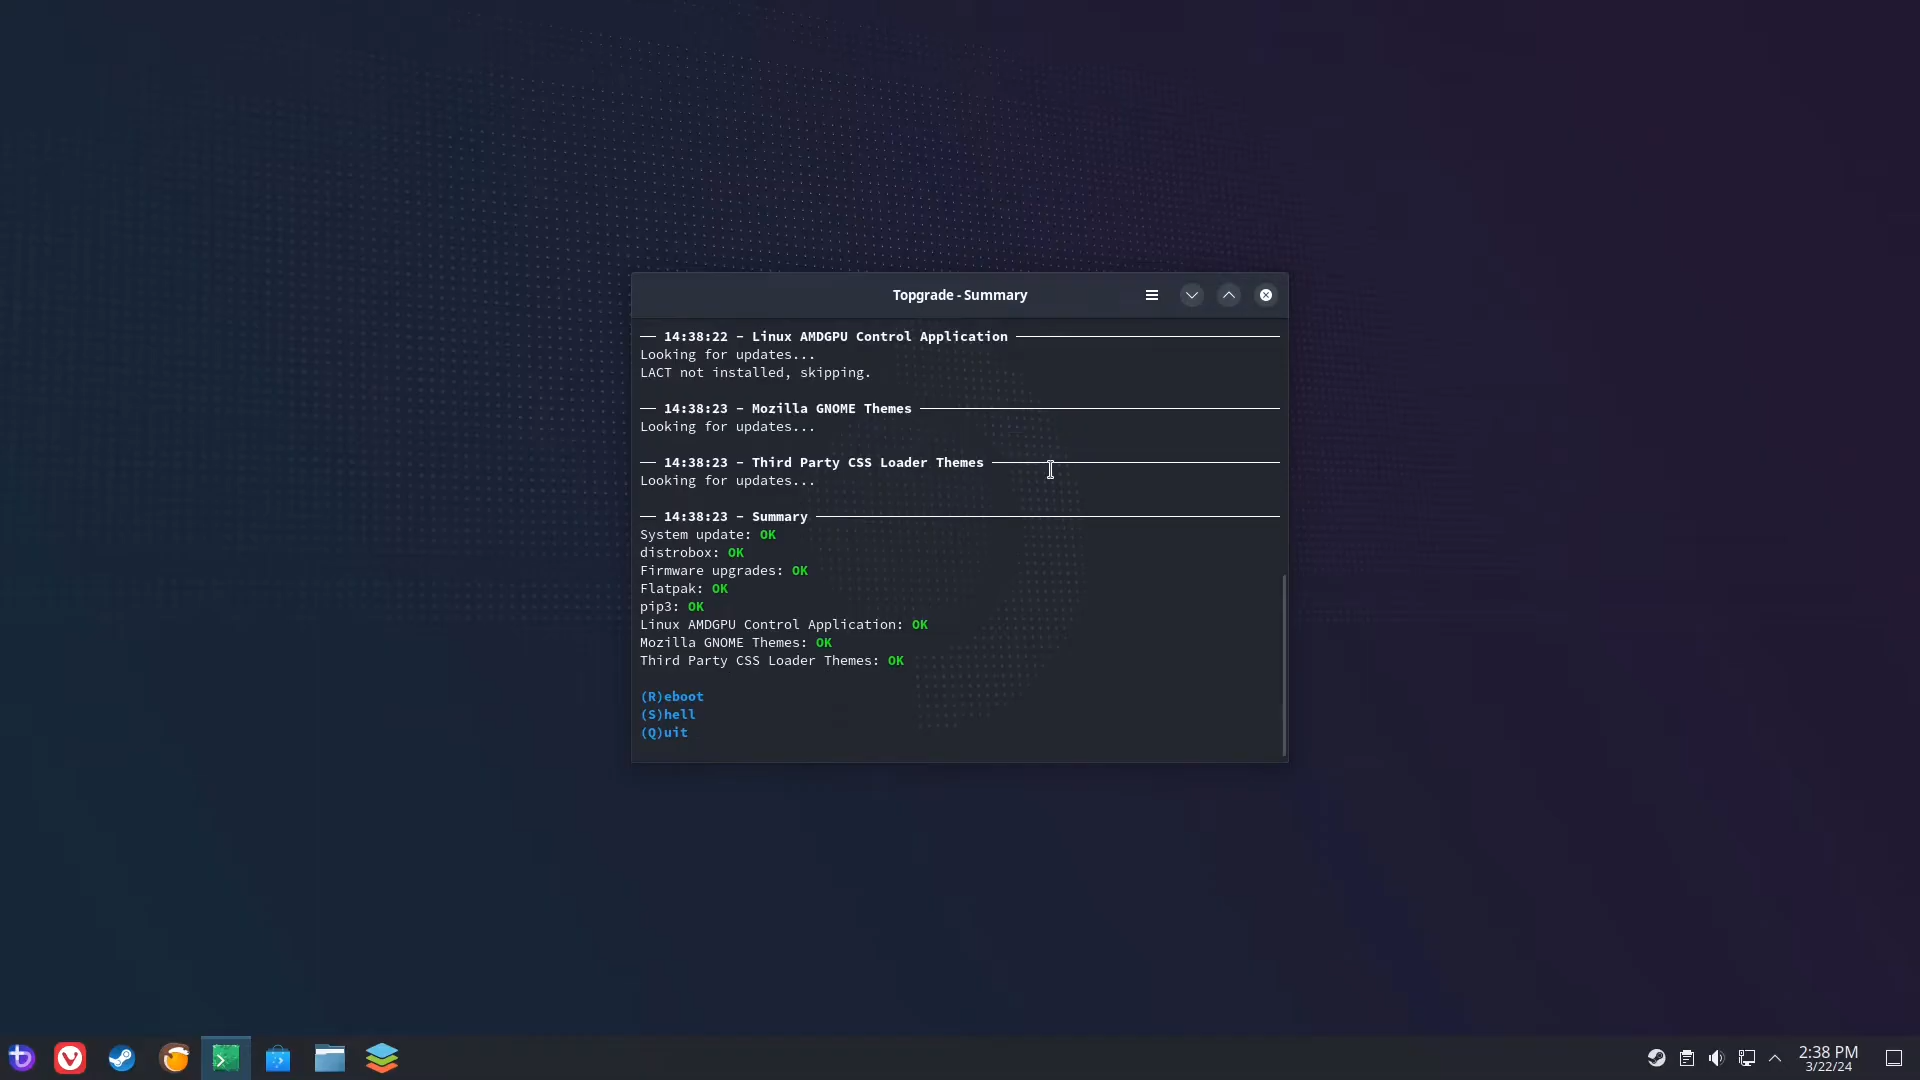 Topgrade - Summary
── 14:38:22 - Linux AMDGPU Control Application ──
Looking for updates...
LACT not installed, skipping.
── 14:38:23 - Mozilla GNOME Themes ──
Looking for updates...
── 14:38:23 - Third Party CSS Loader Themes ──
Looking for updates...
── 14:38:23 - Summary ──
System update: OK
distrobox: OK
Firmware upgrades: OK
Flatpak: OK
pip3: OK
Linux AMDGPU Control Application: OK
Mozilla GNOME Themes: OK
Third Party CSS Loader Themes: OK
(R)eboot
(S)hell
(Q)uit
2:38 PM
3/22/24